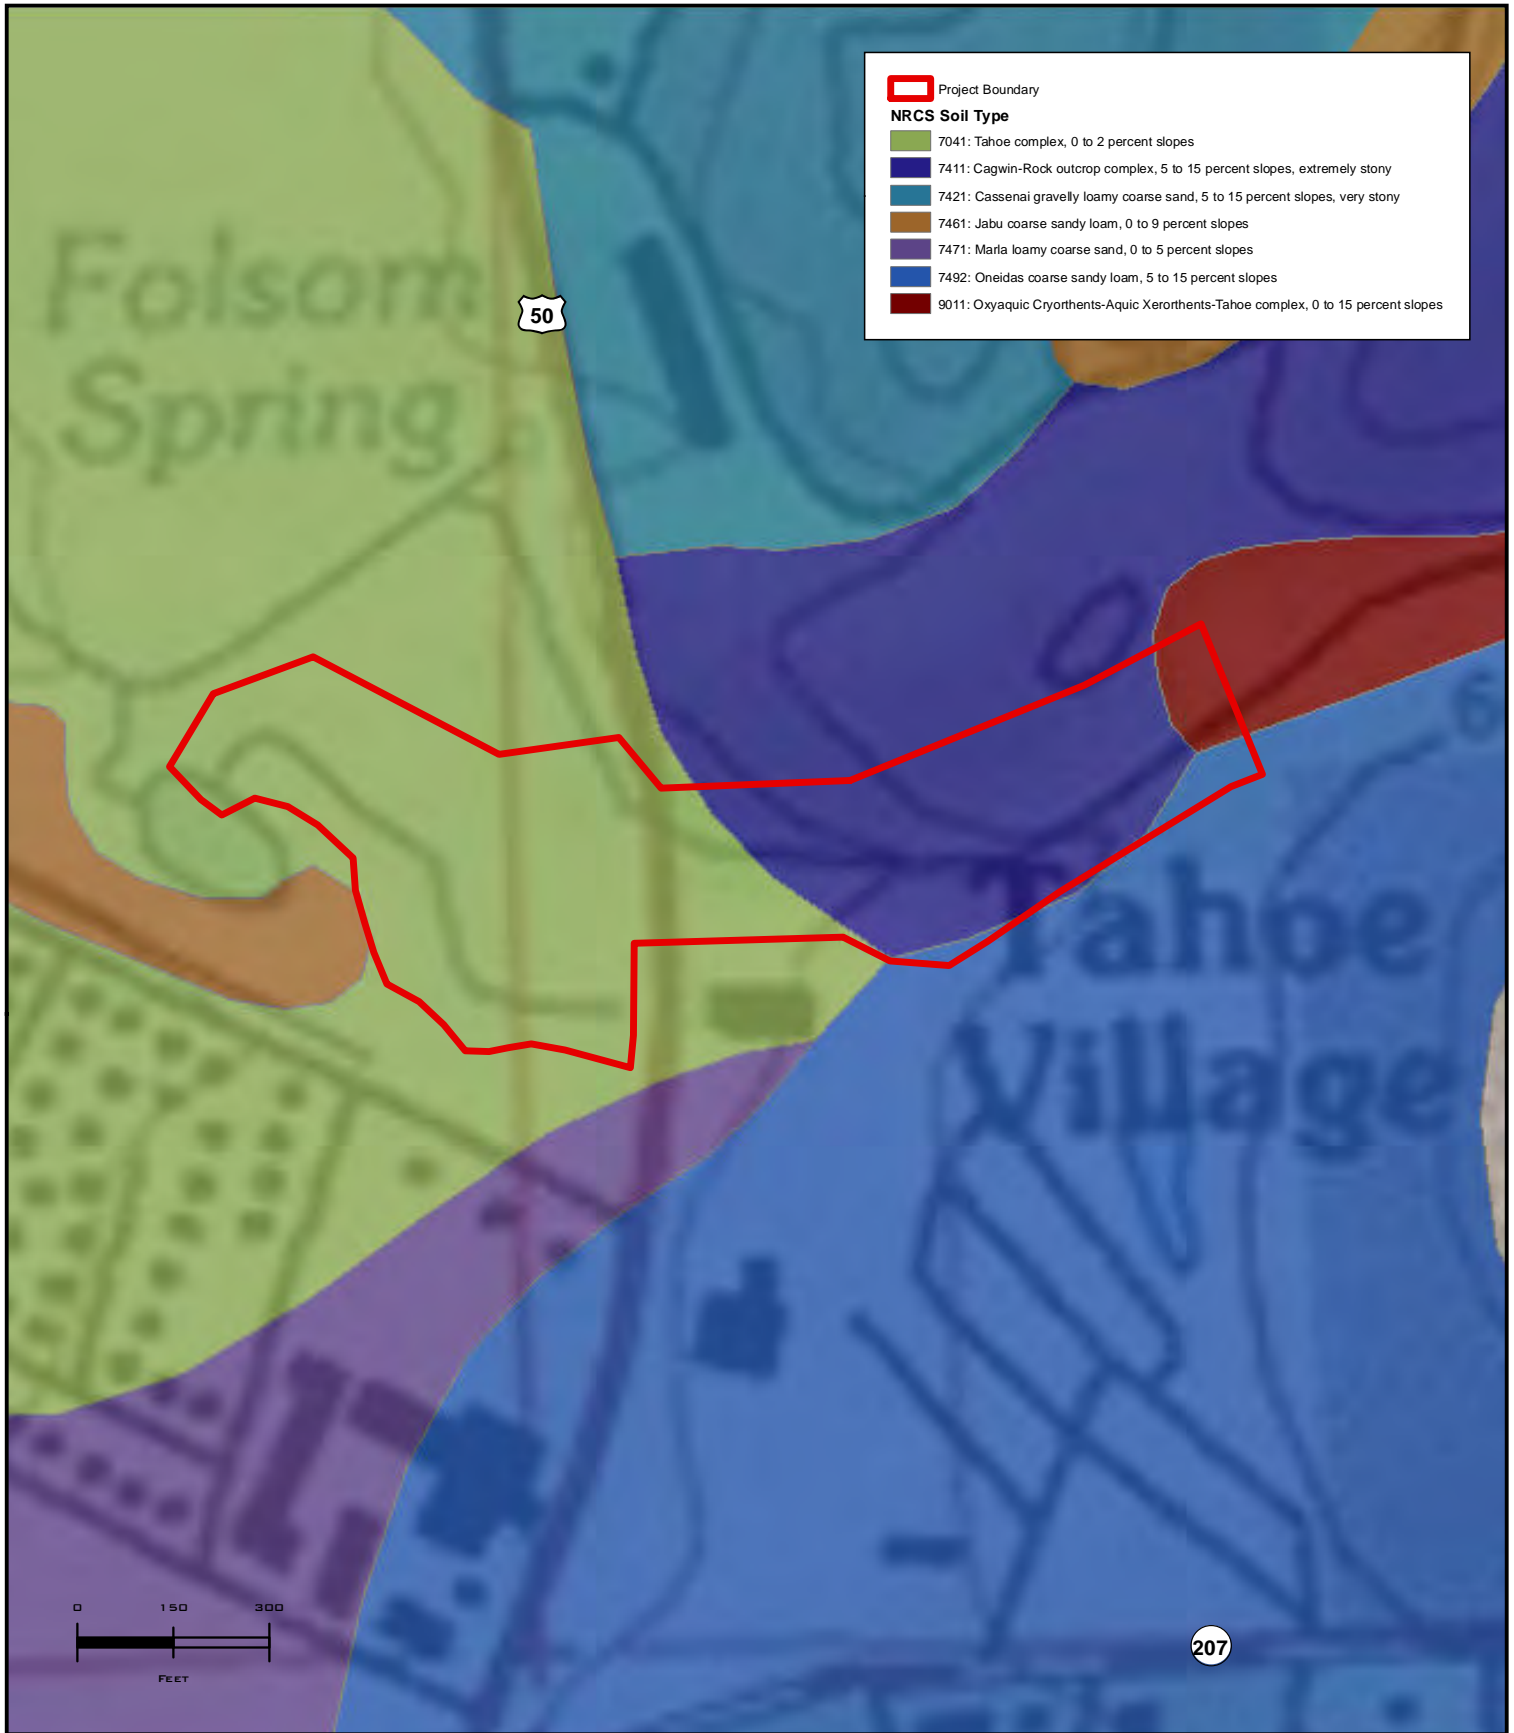 Project Boundary
NRCS Soil Type
7041: Tahoe complex, 0 to 2 percent slopes
7411: Cagwin-Rock outcrop complex, 5 to 15 percent slopes, extremely stony
7421: Cassenai gravelly loamy coarse sand, 5 to 15 percent slopes, very stony
7461: Jabu coarse sandy loam, 0 to 9 percent slopes
7471: Marla loamy coarse sand, 0 to 5 percent slopes
7492: Oneidas coarse sandy loam, 5 to 15 percent slopes
9011: Oxyaquic Cryorthents-Aquic Xerorthents-Tahoe complex, 0 to 15 percent slopes
Folsom
Spring
50
6
Tahoe
Village
0 150 300
FEET
207